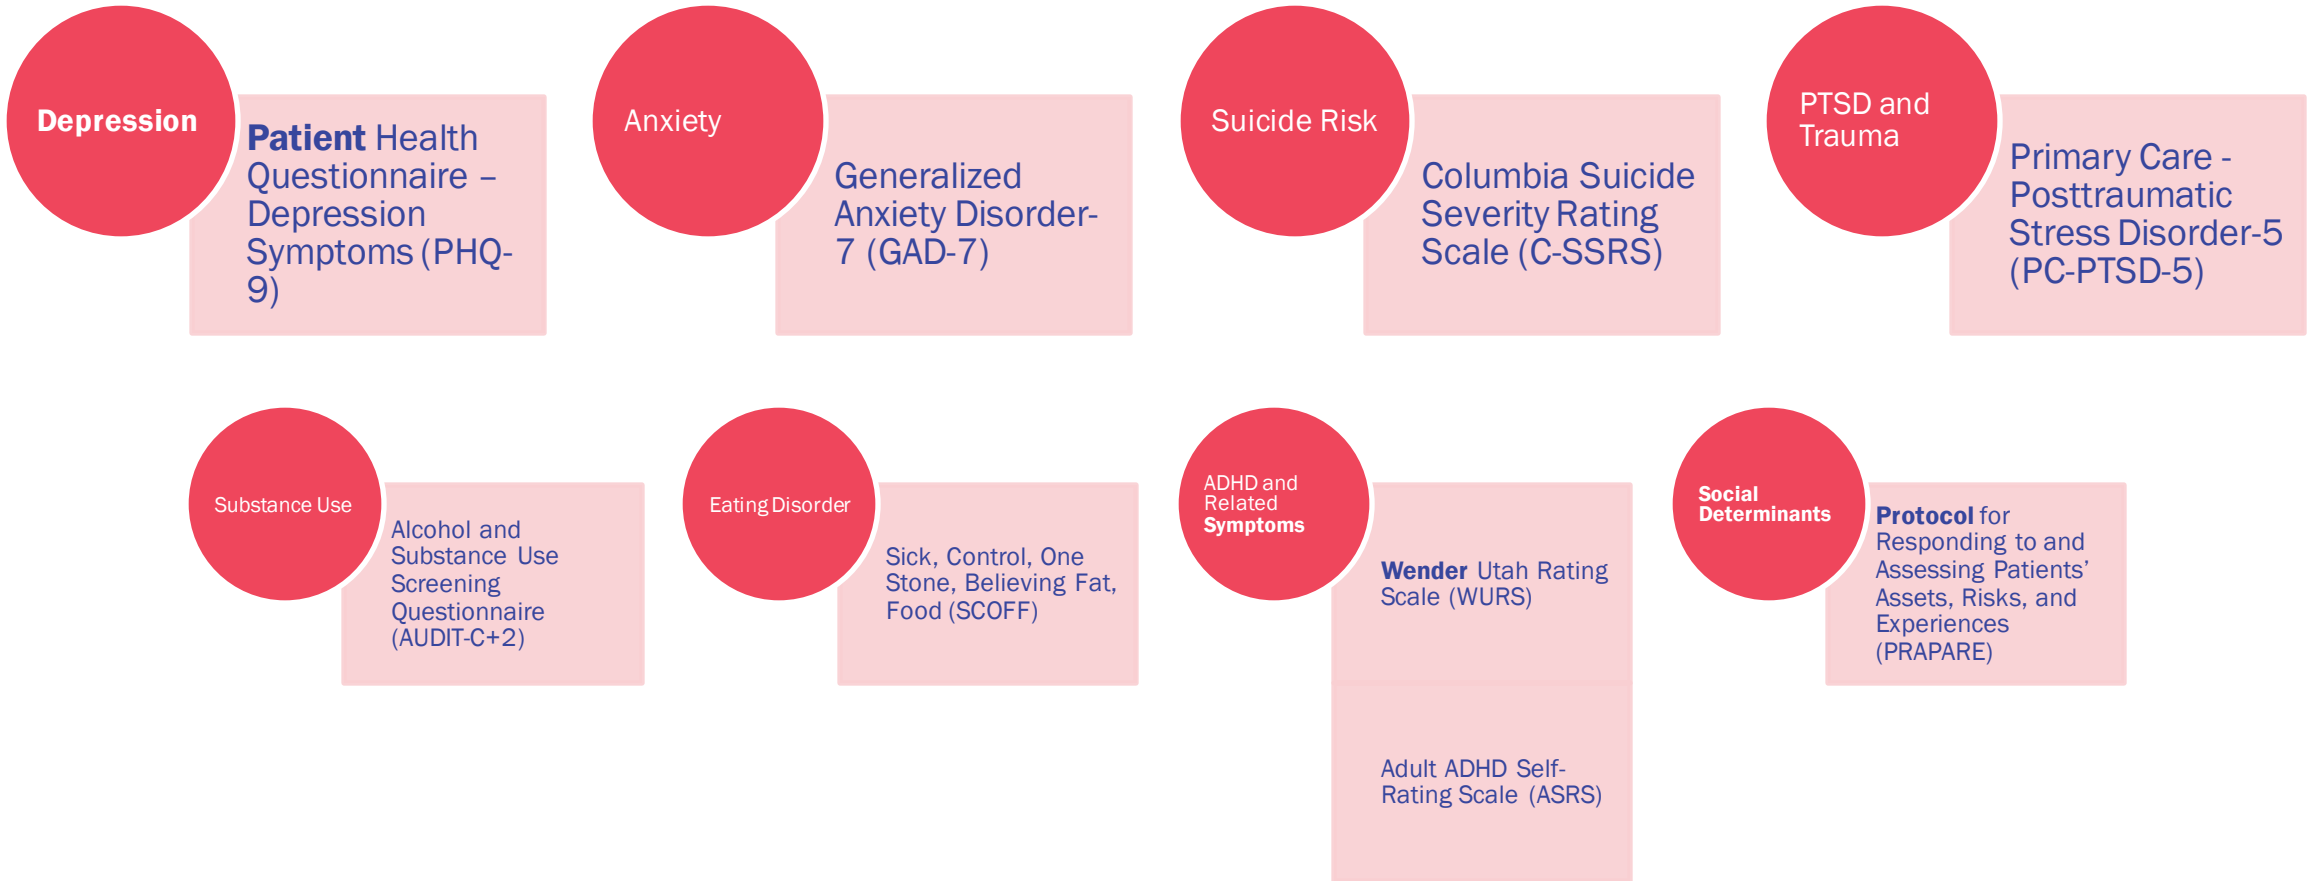 Depression
Patient Health
Questionnaire –
Depression
Symptoms (PHQ-
9)
Anxiety
Generalized
Anxiety Disorder-
7 (GAD-7)
Suicide Risk
Columbia Suicide
Severity Rating
Scale (C-SSRS)
PTSD and
Trauma
Primary Care -
Posttraumatic
Stress Disorder-5
(PC-PTSD-5)
Substance Use
Alcohol and
Substance Use
Screening
Questionnaire
(AUDIT-C+2)
Eating Disorder
Sick, Control, One
Stone, Believing Fat,
Food (SCOFF)
ADHD and
Related
Symptoms
Wender Utah Rating
Scale (WURS)
Adult ADHD Self-
Rating Scale (ASRS)
Social
Determinants
Protocol for
Responding to and
Assessing Patients’
Assets, Risks, and
Experiences
(PRAPARE)